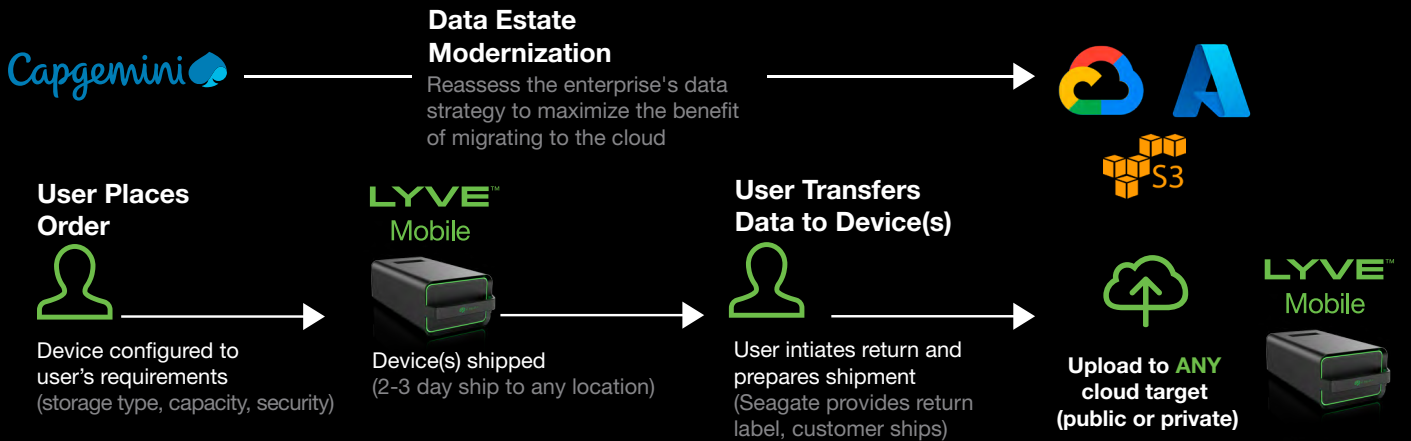 Capgemini
Data Estate
Modernization
Reassess the enterprise's data
strategy to maximize the benefit
of migrating to the cloud
S3
User Places
Order
Device configured to
user's requirements
(storage type, capacity, security)
LYVE™
Mobile
Device(s) shipped
(2-3 day ship to any location)
User Transfers
Data to Device(s)
User intiates return and
prepares shipment
(Seagate provides return
label, customer ships)
Upload to ANY
cloud target
(public or private)
LYVE™
Mobile